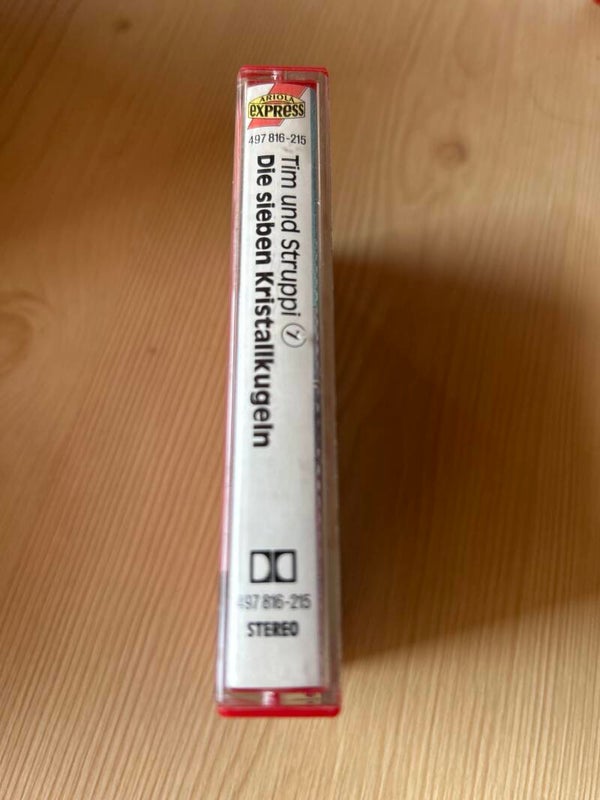 ARIOLA
EXPRESS
497 816-215
Tim und Struppi
Die sieben Kristallkugeln
497 816-215
STEREO